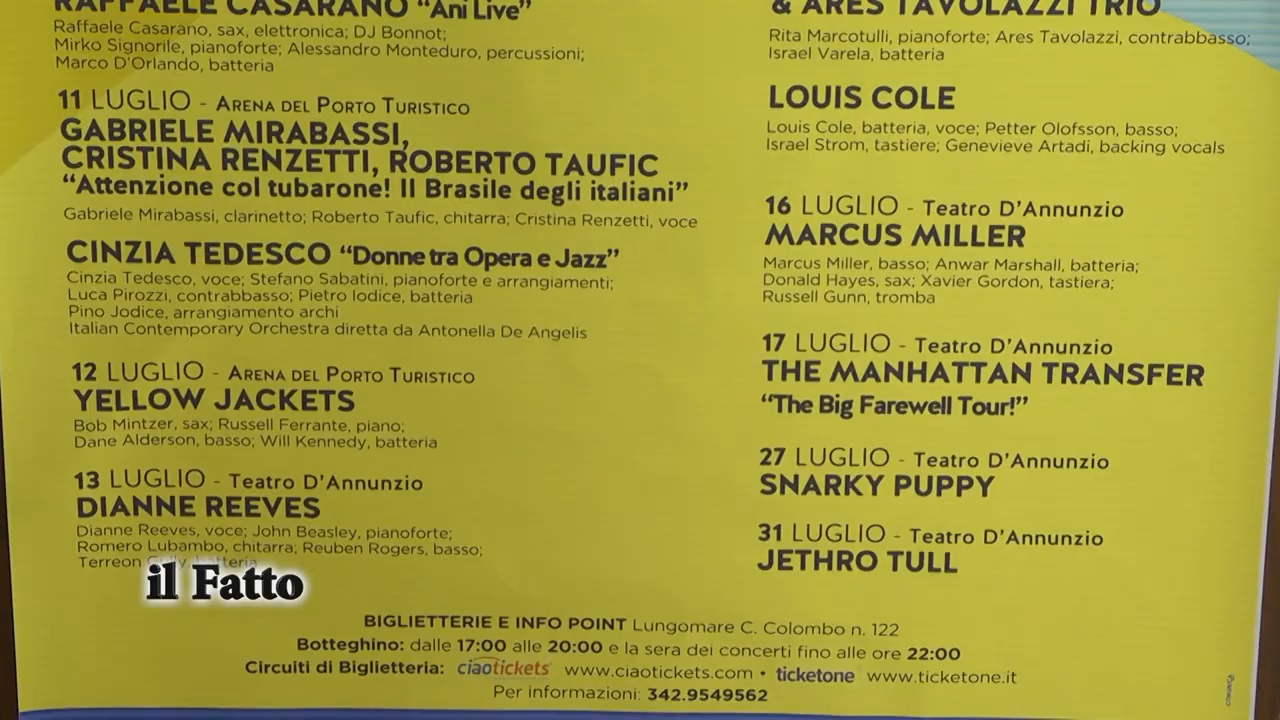 RAFFAELE CASARANO “Ani Live”
Raffaele Casarano, sax, elettronica; DJ Bonnot;
Mirko Signorile, pianoforte; Alessandro Monteduro, percussioni;
Marco D'Orlando, batteria
11 LUGLIO - ARENA DEL PORTO TURISTICO
GABRIELE MIRABASSI,
CRISTINA RENZETTI, ROBERTO TAUFIC
“Attenzione col tubarone! Il Brasile degli italiani”
Gabriele Mirabassi, clarinetto; Roberto Taufic, chitarra; Cristina Renzetti, voce
CINZIA TEDESCO “Donne tra Opera e Jazz”
Cinzia Tedesco, voce; Stefano Sabatini, pianoforte e arrangiamenti;
Luca Pirozzi, contrabbasso; Pietro Iodice, batteria
Pino Jodice, arrangiamento archi
Italian Contemporary Orchestra diretta da Antonella De Angelis
12 LUGLIO - ARENA DEL PORTO TURISTICO
YELLOW JACKETS
Bob Mintzer, sax; Russell Ferrante, piano;
Dane Alderson, basso; Will Kennedy, batteria
13 LUGLIO - Teatro D'Annunzio
DIANNE REEVES
Dianne Reeves, voce; John Beasley, pianoforte;
Romero Lubambo, chitarra; Reuben Rogers, basso;
Terreon
il Fatto
& ARES TAVOLAZZI TRIO
Rita Marcotulli, pianoforte; Ares Tavolazzi, contrabbasso;
Israel Varela, batteria
LOUIS COLE
Louis Cole, batteria, voce; Petter Olofsson, basso;
Israel Strom, tastiere; Genevieve Artadi, backing vocals
16 LUGLIO - Teatro D'Annunzio
MARCUS MILLER
Marcus Miller, basso; Anwar Marshall, batteria;
Donald Hayes, sax; Xavier Gordon, tastiera;
Russell Gunn, tromba
17 LUGLIO - Teatro D'Annunzio
THE MANHATTAN TRANSFER
“The Big Farewell Tour!”
27 LUGLIO - Teatro D'Annunzio
SNARKY PUPPY
31 LUGLIO - Teatro D'Annunzio
JETHRO TULL
BIGLIETTERIE E INFO POINT Lungomare C. Colombo n. 122
Botteghino: dalle 17:00 alle 20:00 e la sera dei concerti fino alle ore 22:00
Circuiti di Biglietteria: ciaotickets www.ciaotickets.com • ticketone www.ticketone.it
Per informazioni: 342.9549562